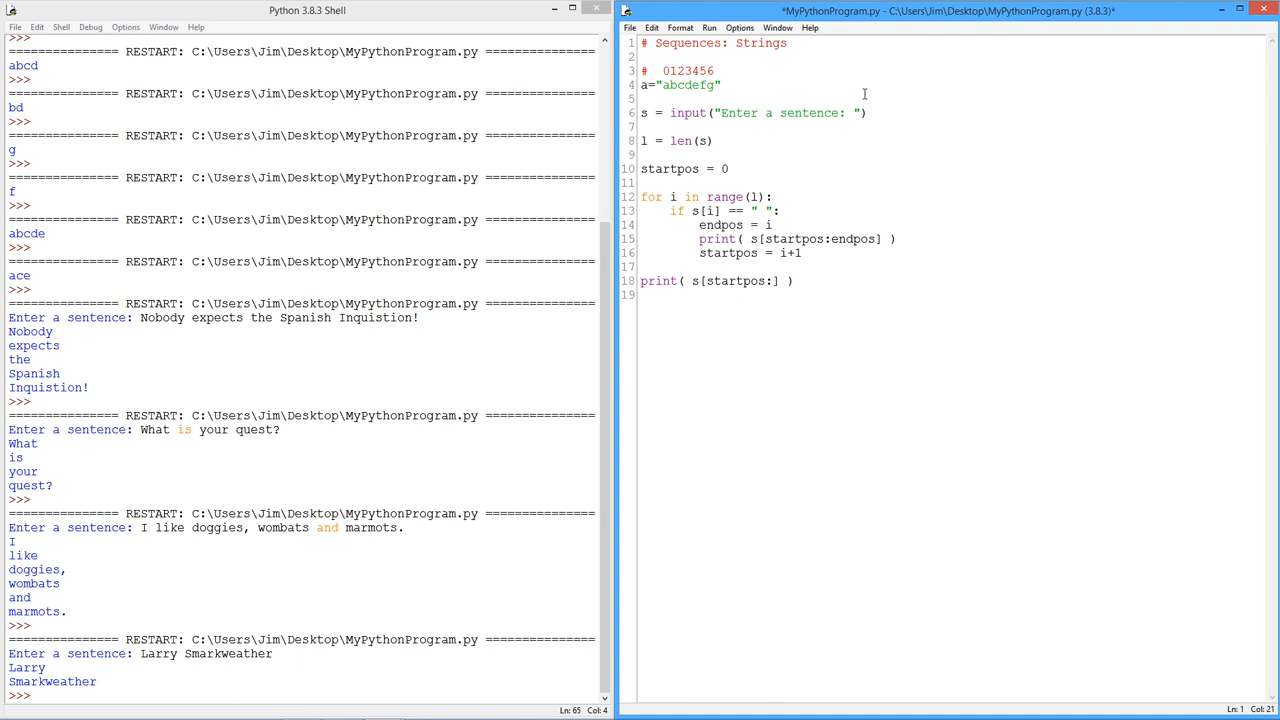 Python 3.8.3 Shell
File Edit Shell Debug Options Window Help
>>>
=============== RESTART: C:\Users\Jim\Desktop\MyPythonProgram.py ===============
abcd
>>>
=============== RESTART: C:\Users\Jim\Desktop\MyPythonProgram.py ===============
bd
>>>
=============== RESTART: C:\Users\Jim\Desktop\MyPythonProgram.py ===============
g
>>>
=============== RESTART: C:\Users\Jim\Desktop\MyPythonProgram.py ===============
f
>>>
=============== RESTART: C:\Users\Jim\Desktop\MyPythonProgram.py ===============
abcde
>>>
=============== RESTART: C:\Users\Jim\Desktop\MyPythonProgram.py ===============
ace
>>>
=============== RESTART: C:\Users\Jim\Desktop\MyPythonProgram.py ===============
Enter a sentence: Nobody expects the Spanish Inquistion!
Nobody
expects
the
Spanish
Inquistion!
>>>
=============== RESTART: C:\Users\Jim\Desktop\MyPythonProgram.py ===============
Enter a sentence: What is your quest?
What
is
your
quest?
>>>
=============== RESTART: C:\Users\Jim\Desktop\MyPythonProgram.py ===============
Enter a sentence: I like doggies, wombats and marmots.
I
like
doggies,
wombats
and
marmots.
>>>
=============== RESTART: C:\Users\Jim\Desktop\MyPythonProgram.py ===============
Enter a sentence: Larry Smarkweather
Larry
Smarkweather
>>>
Ln: 65 Col: 4
*MyPythonProgram.py - C:\Users\Jim\Desktop\MyPythonProgram.py (3.8.3)*
File Edit Format Run Options Window Help
1 # Sequences: Strings
2
3 #  0123456
4 a="abcdefg"
5
6 s = input("Enter a sentence: ")
7
8 l = len(s)
9
10 startpos = 0
11
12 for i in range(l):
13     if s[i] == " ":
14         endpos = i
15         print( s[startpos:endpos] )
16         startpos = i+1
17
18 print( s[startpos:] )
19
Ln: 1 Col: 21